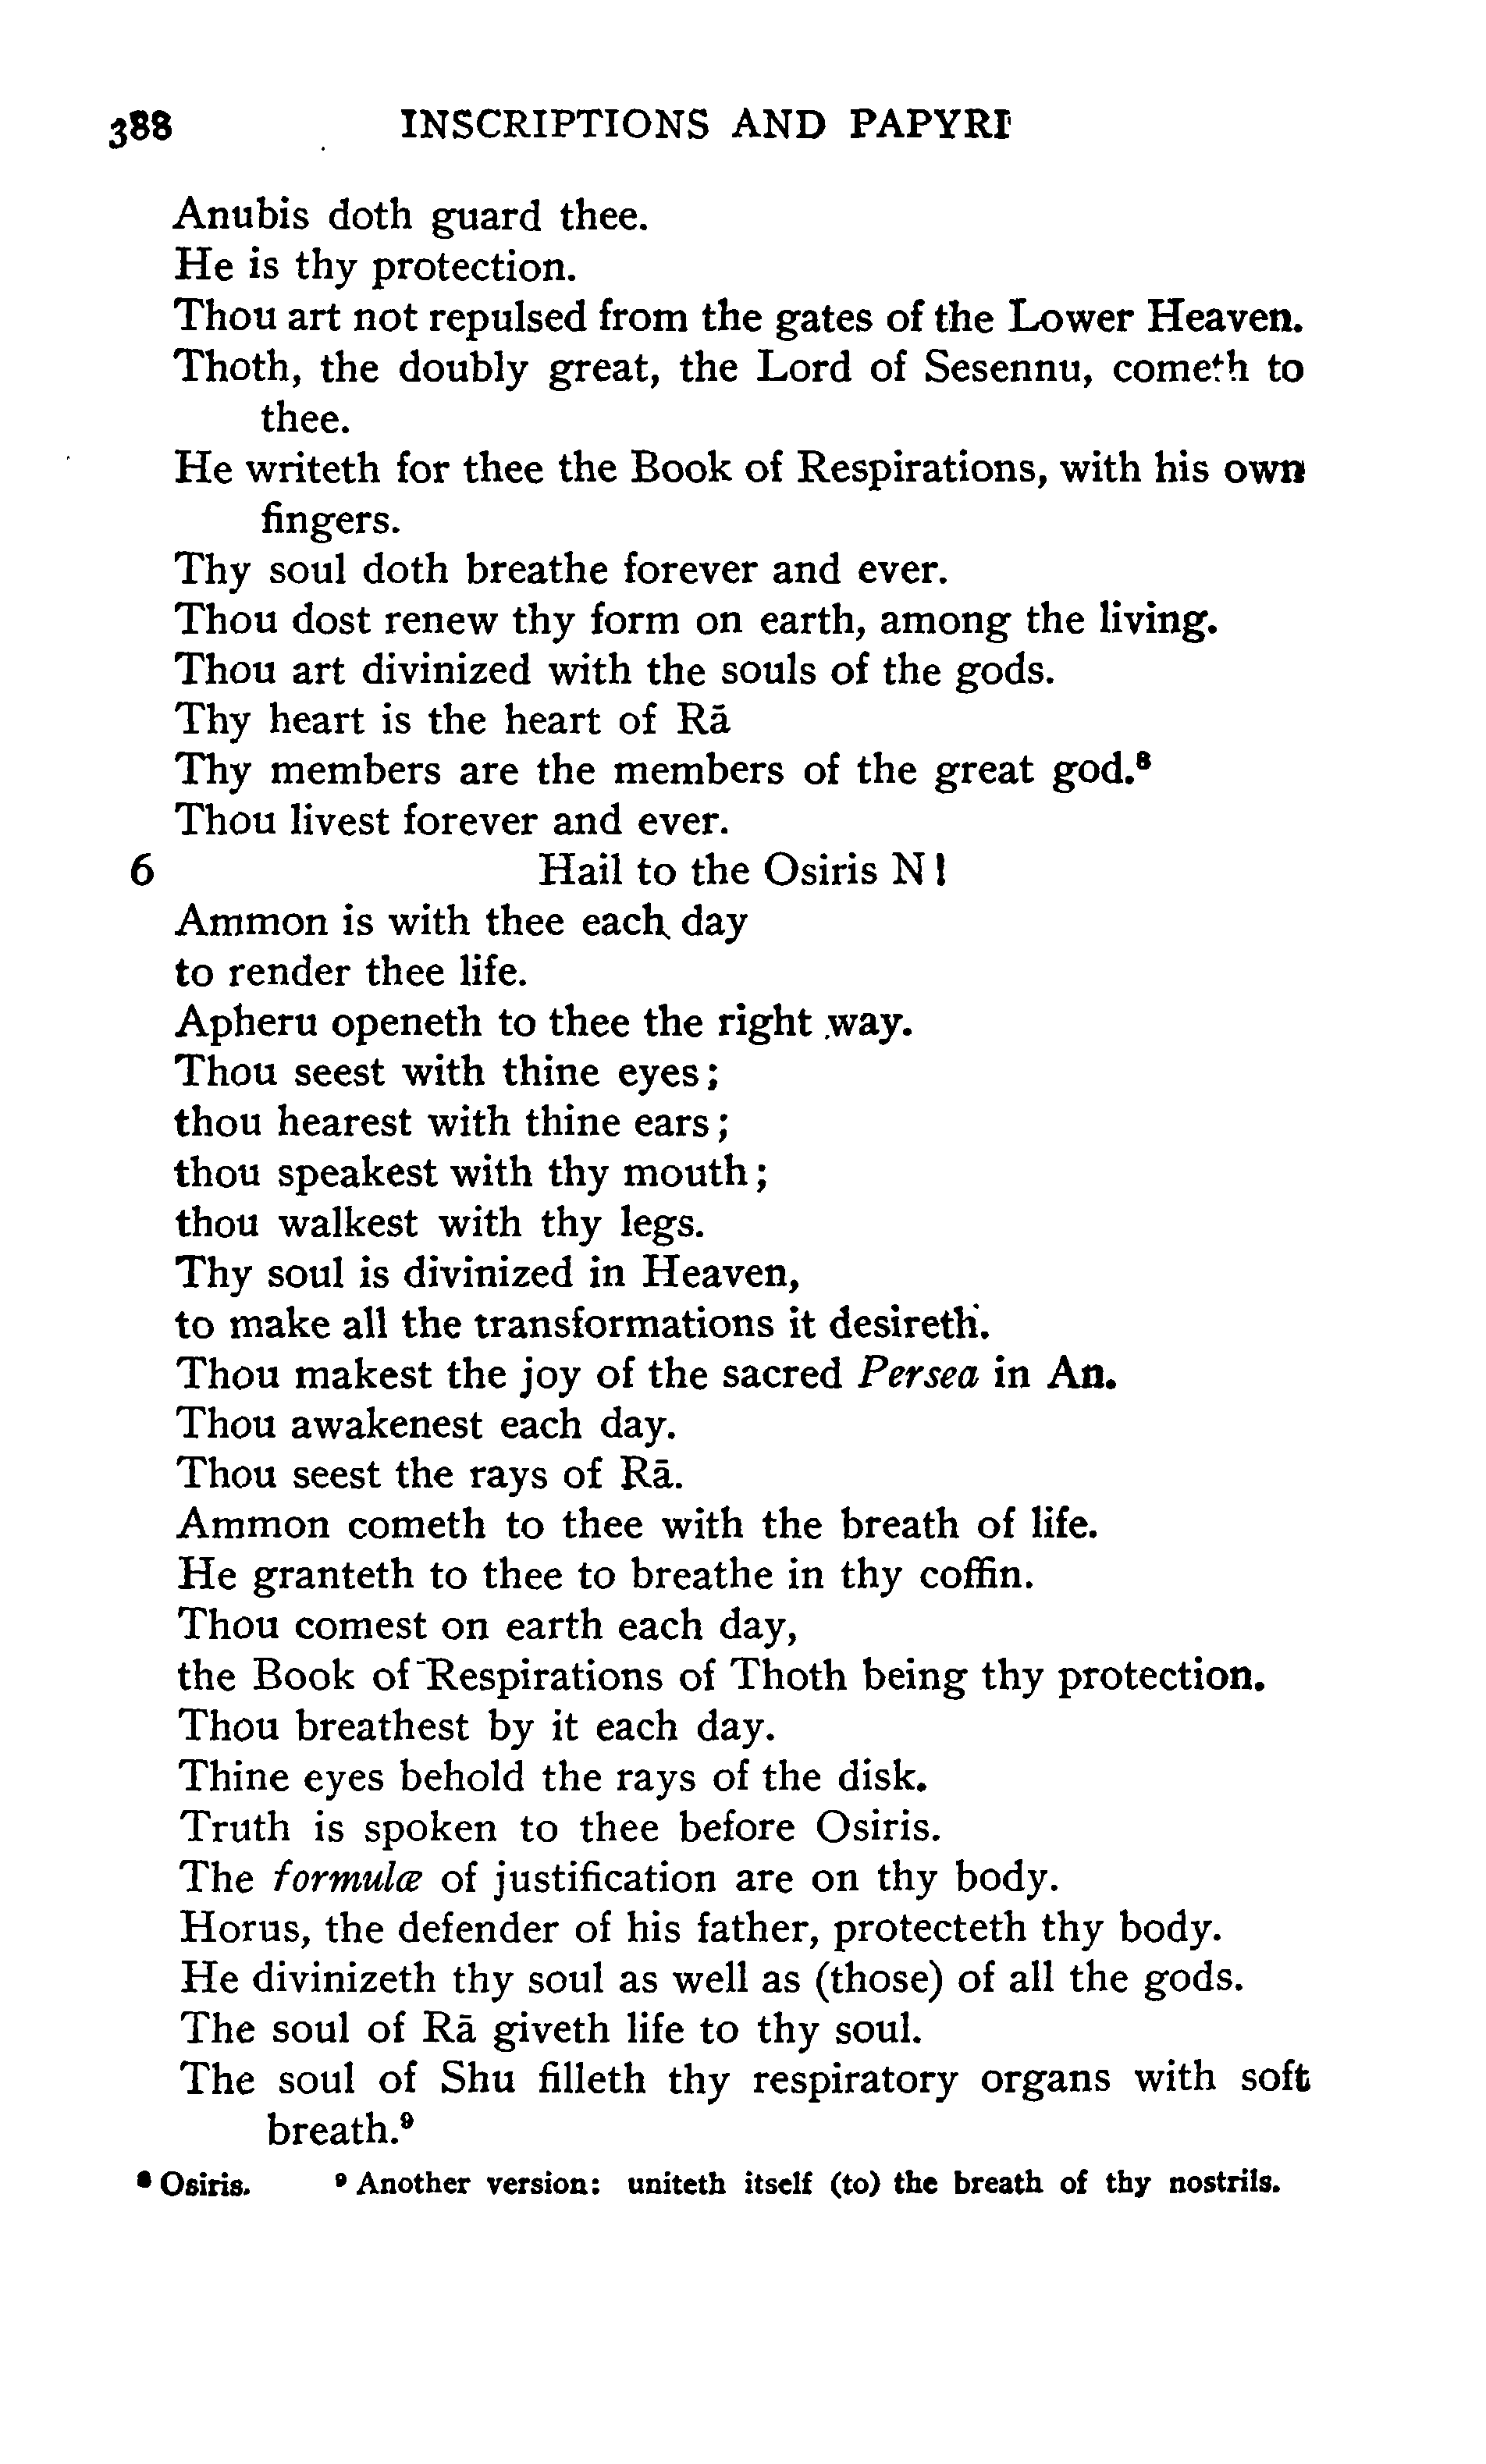 388 INSCRIPTIONS AND PAPYRI
Anubis doth guard thee.
He is thy protection.
Thou art not repulsed from the gates of the Lower Heaven.
Thoth, the doubly great, the Lord of Sesennu, cometh to
thee.
He writeth for thee the Book of Respirations, with his own
fingers.
Thy soul doth breathe forever and ever.
Thou dost renew thy form on earth, among the living.
Thou art divinized with the souls of the gods.
Thy heart is the heart of Rā
Thy members are the members of the great god.⁸
Thou livest forever and ever.
6 Hail to the Osiris N!
Ammon is with thee each day
to render thee life.
Apheru openeth to thee the right way.
Thou seest with thine eyes;
thou hearest with thine ears;
thou speakest with thy mouth;
thou walkest with thy legs.
Thy soul is divinized in Heaven,
to make all the transformations it desireth.
Thou makest the joy of the sacred Persea in An.
Thou awakenest each day.
Thou seest the rays of Rā.
Ammon cometh to thee with the breath of life.
He granteth to thee to breathe in thy coffin.
Thou comest on earth each day,
the Book of Respirations of Thoth being thy protection.
Thou breathest by it each day.
Thine eyes behold the rays of the disk.
Truth is spoken to thee before Osiris.
The formulæ of justification are on thy body.
Horus, the defender of his father, protecteth thy body.
He divinizeth thy soul as well as (those) of all the gods.
The soul of Rā giveth life to thy soul.
The soul of Shu filleth thy respiratory organs with soft
breath.⁹
⁸ Osiris. ⁹ Another version: uniteth itself (to) the breath of thy nostrils.